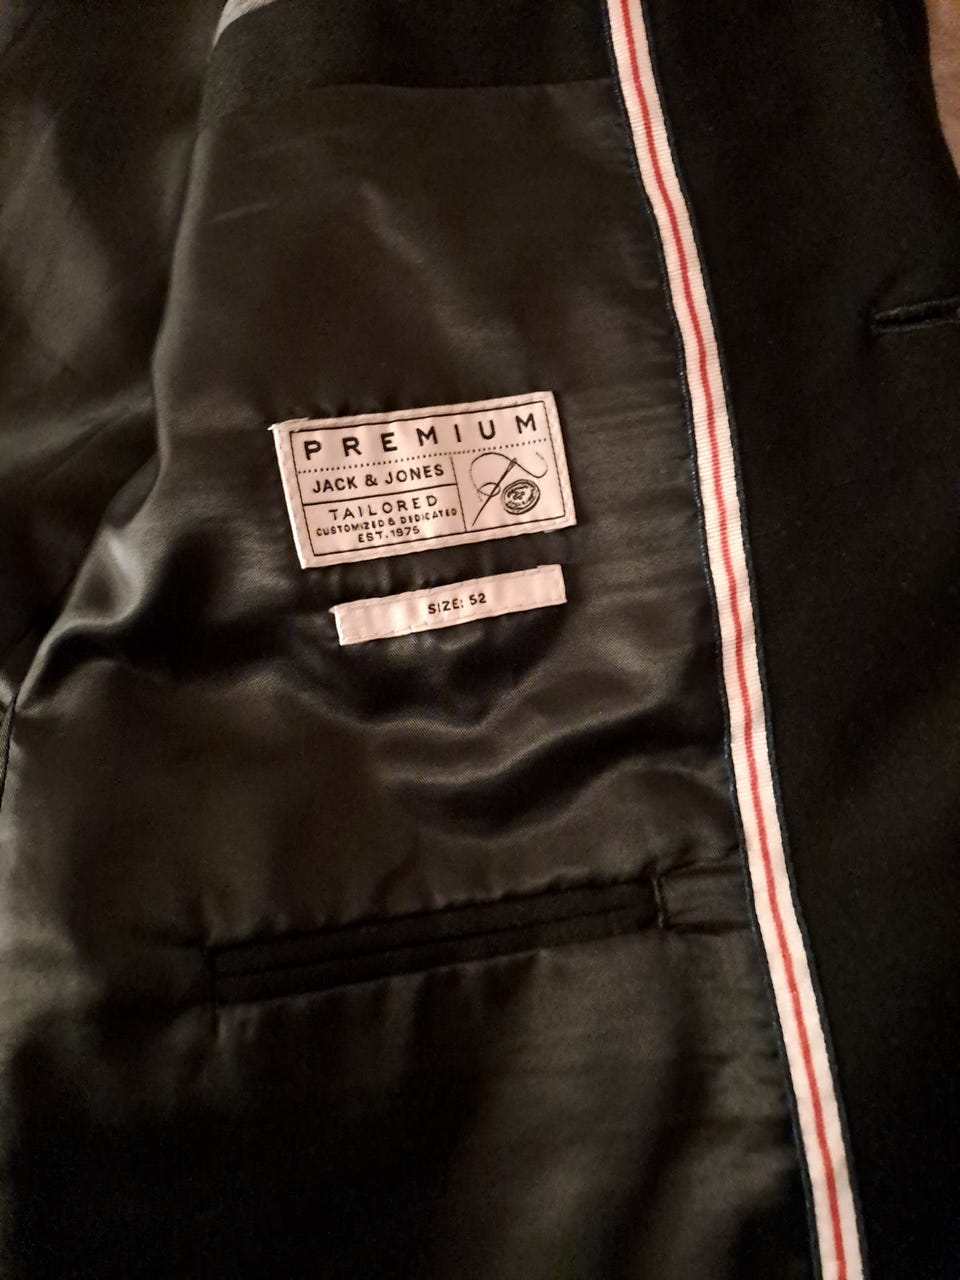 PREMIUM
JACK & JONES
TAILORED
CUSTOMIZED & DEDICATED
EST. 1975
SIZE: 52